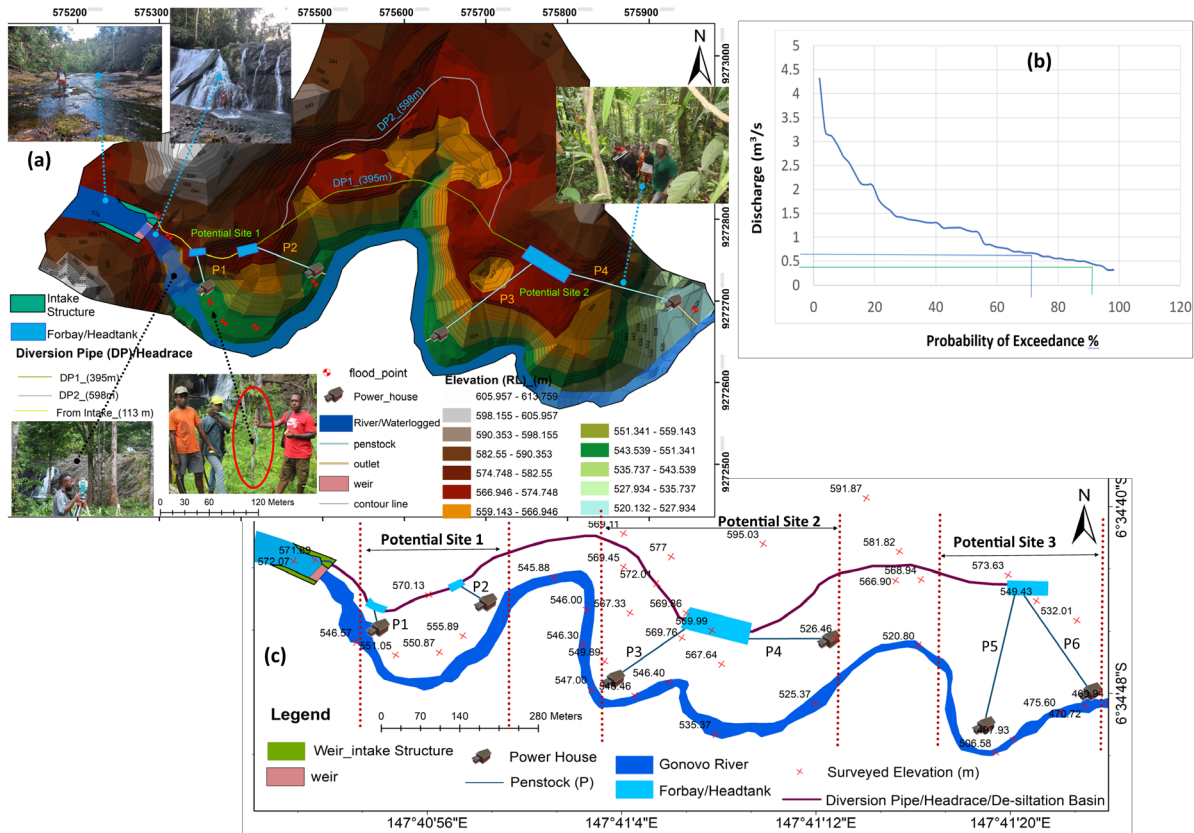 575200 575300 575500 575600 575700 575800 575900
(a)
N
9273000
9272800
9272700
9272600
9272500
DP2_(598m)
DP1_(395m)
Potential Site 1
P1
P2
P3
P4
Potential Site 2
Intake
Structure
Forbay/Headtank
Diversion Pipe (DP)/Headrace
DP1_(395m)
DP2_(598m)
From Intake_(113 m)
0 30 60 120 Meters
flood_point
Power_house
River/Waterlogged
penstock
outlet
weir
contour line
Elevation (RL)_(m)
605.957 - 613.759
598.155 - 605.957
590.353 - 598.155
582.55 - 590.353
574.748 - 582.55
566.946 - 574.748
559.143 - 566.946
551.341 - 559.143
543.539 - 551.341
535.737 - 543.539
527.934 - 535.737
520.132 - 527.934
(b)
Discharge (m³/s
5
4.5
4
3.5
3
2.5
2
1.5
1
0.5
0
0 20 40 60 80 100 120
Probability of Exceedance %
(c)
N
Potential Site 1
Potential Site 2
Potential Site 3
591.87
595.03
581.82
573.63
569.11
569.45
577
572.01
568.94
566.90
571.89
572.07
570.13
545.88
546.00
567.33
569.86
569.99
569.76
567.64
526.46
549.43
532.01
546.57
551.05
550.87
555.89
546.30
549.89
547.00
546.40
535.37
525.37
520.80
506.58
475.60
470.72
P1
P2
P3
P4
P5
P6
6°34'40"S
6°34'48"S
Legend
0 70 140 280 Meters
Weir_intake Structure
weir
Power House
Penstock (P)
Gonovo River
Forbay/Headtank
Surveyed Elevation (m)
Diversion Pipe/Headrace/De-siltation Basin
147°40'56"E 147°41'4"E 147°41'12"E 147°41'20"E